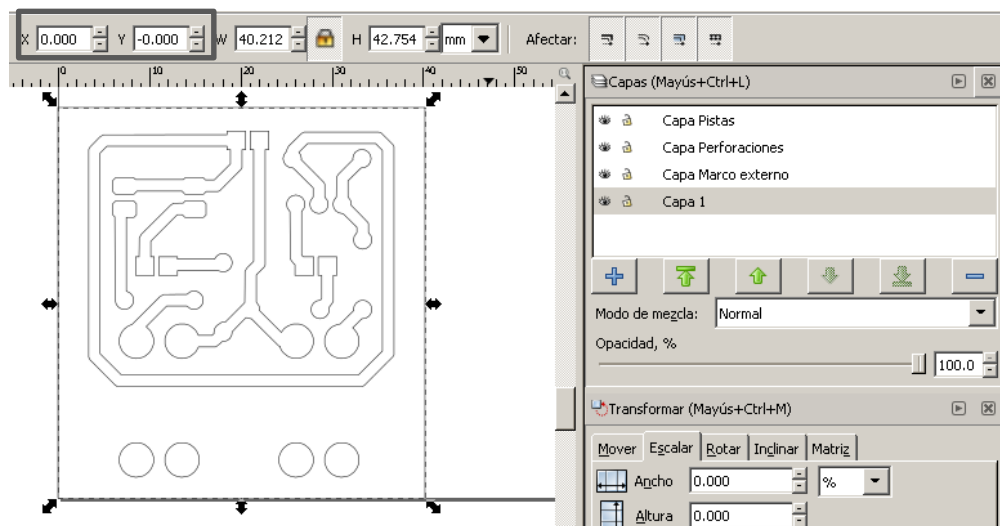 X 0.000 Y -0.000 W 40.212 H 42.754 mm Afectar:
0 10 20 30 40 50
Capas (Mayús+Ctrl+L)
Capa Pistas
Capa Perforaciones
Capa Marco externo
Capa 1
Modo de mezcla: Normal
Opacidad, %
100.0
Transformar (Mayús+Ctrl+M)
Mover Escalar Rotar Inclinar Matriz
Ancho 0.000 %
Altura 0.000